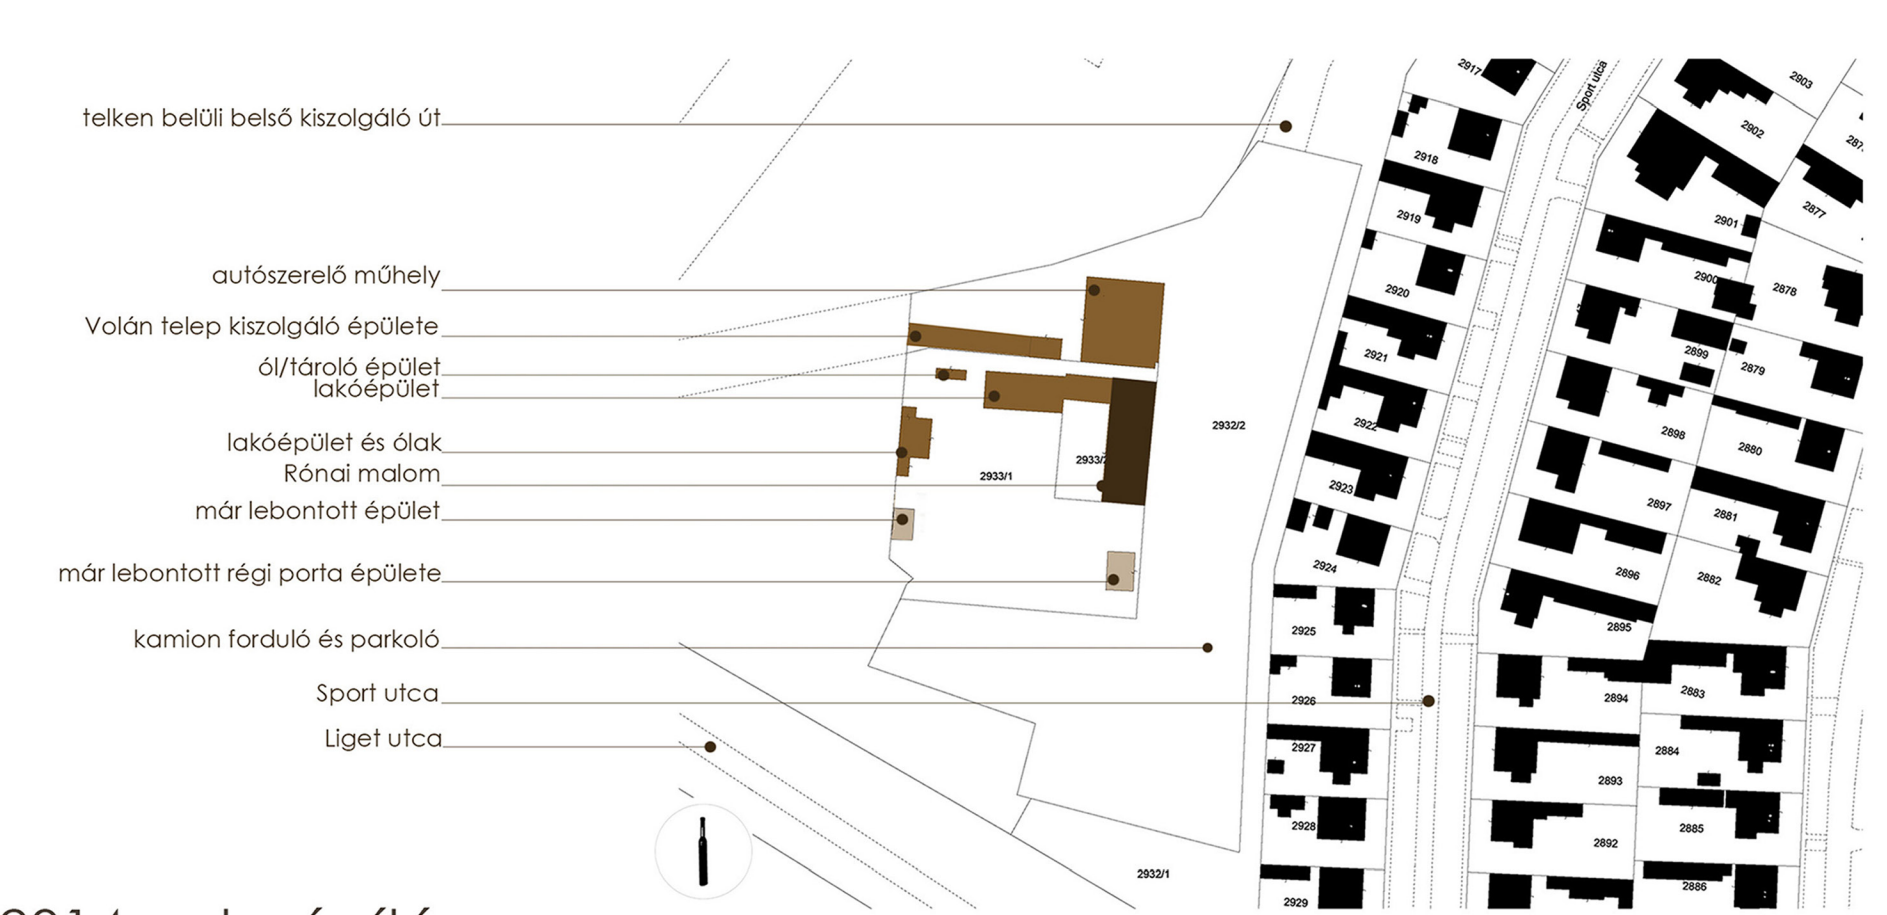 telken belüli belső kiszolgáló út
autószerelő műhely
Volán telep kiszolgáló épülete
ól/tároló épület
lakóépület
lakóépület és ólak
Rónai malom
már lebontott épület
már lebontott régi porta épülete
kamion forduló és parkoló
Sport utca
Liget utca
2933/1
2932/2
2932/1
Sport utca
2917
2918
2919
2920
2921
2922
2923
2924
2925
2926
2927
2928
2929
2903
2902
2901
2900
2899
2898
2897
2896
2895
2894
2893
2892
2877
2878
2879
2880
2881
2882
2883
2884
2885
2886